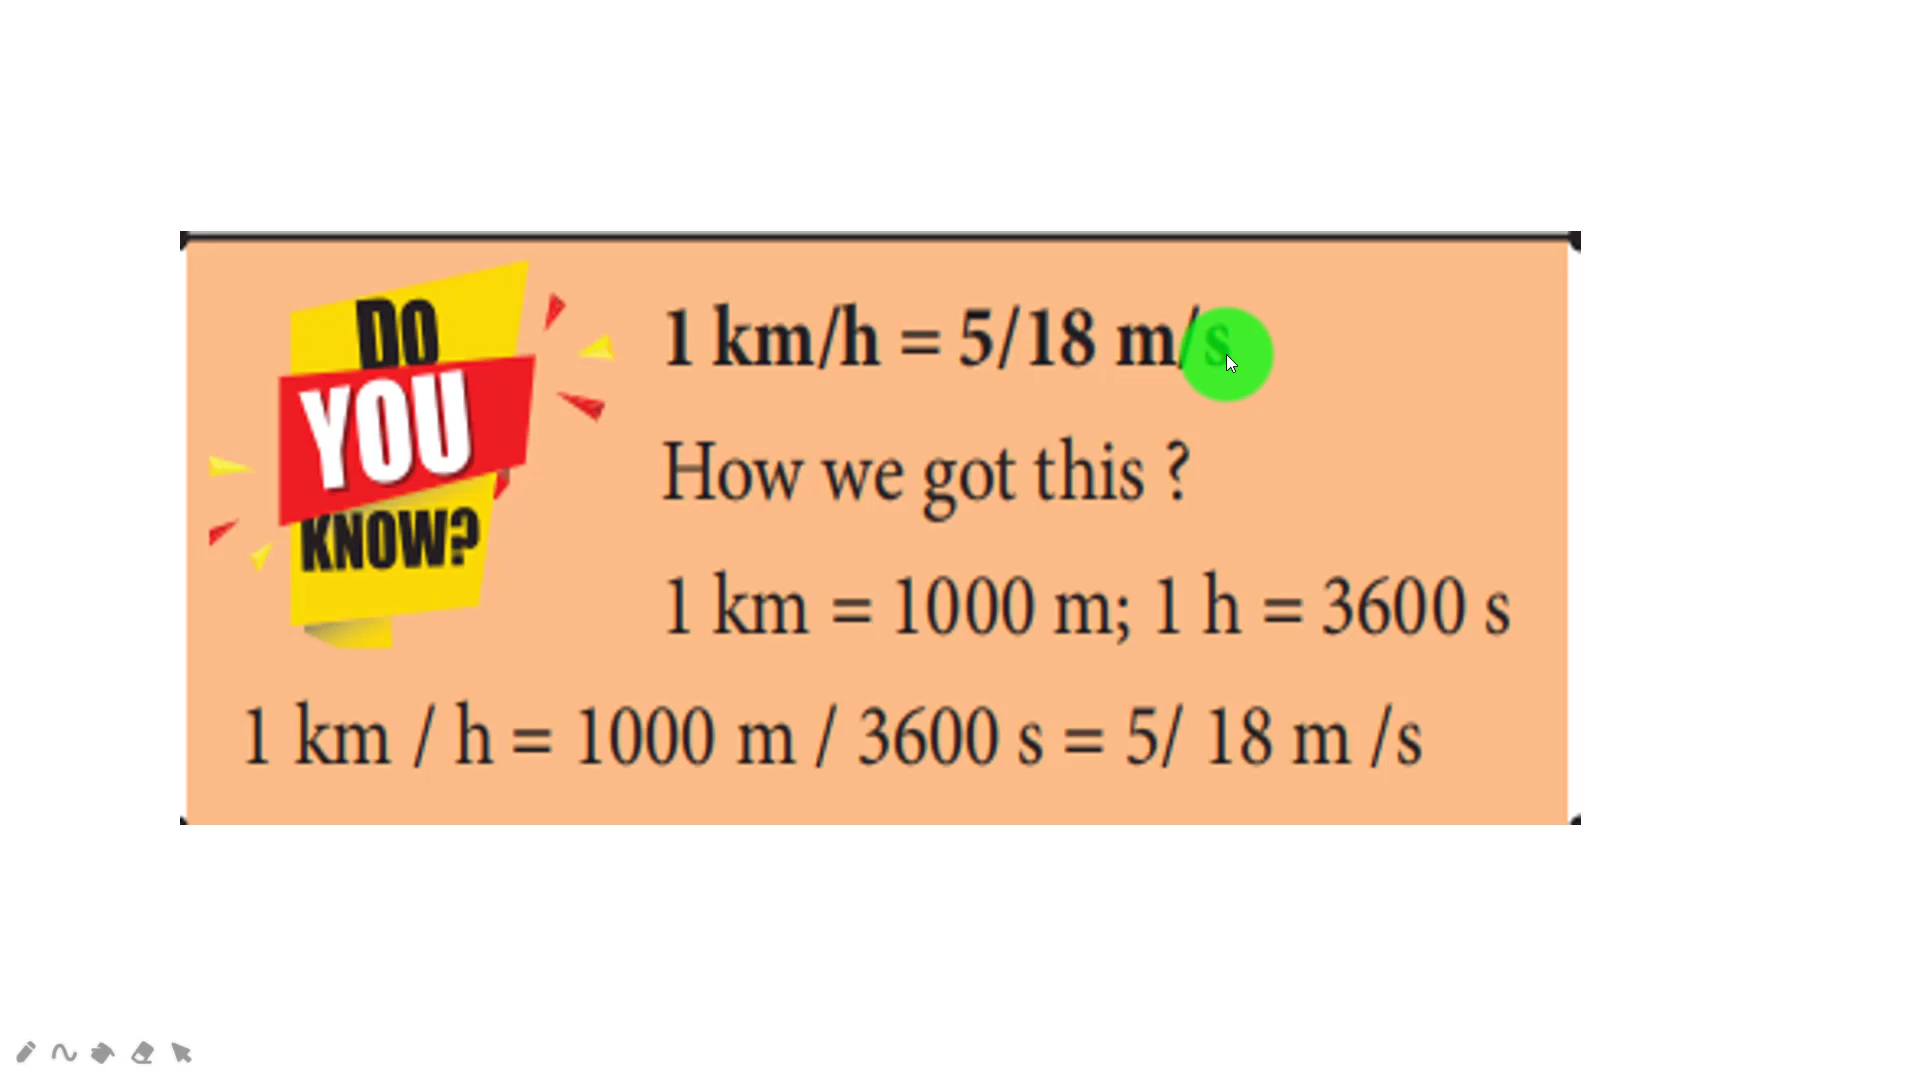 DO
YOU
KNOW?
1 km/h = 5/18 m/s
How we got this ?
1 km = 1000 m; 1 h = 3600 s
1 km / h = 1000 m / 3600 s = 5/ 18 m /s